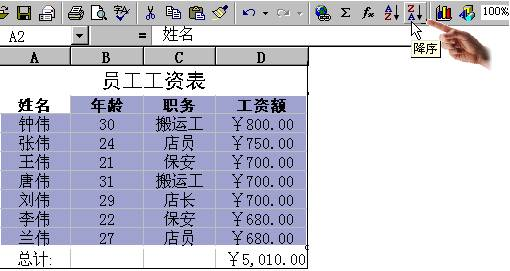 100%
A2 = 姓名
降序
A B C D
员工工资表
姓名 年龄 职务 工资额
钟伟 30 搬运工 ￥800.00
张伟 24 店员 ￥750.00
王伟 21 保安 ￥700.00
唐伟 31 搬运工 ￥700.00
刘伟 29 店长 ￥700.00
李伟 22 保安 ￥680.00
兰伟 27 店员 ￥680.00
总计: ￥5,010.00